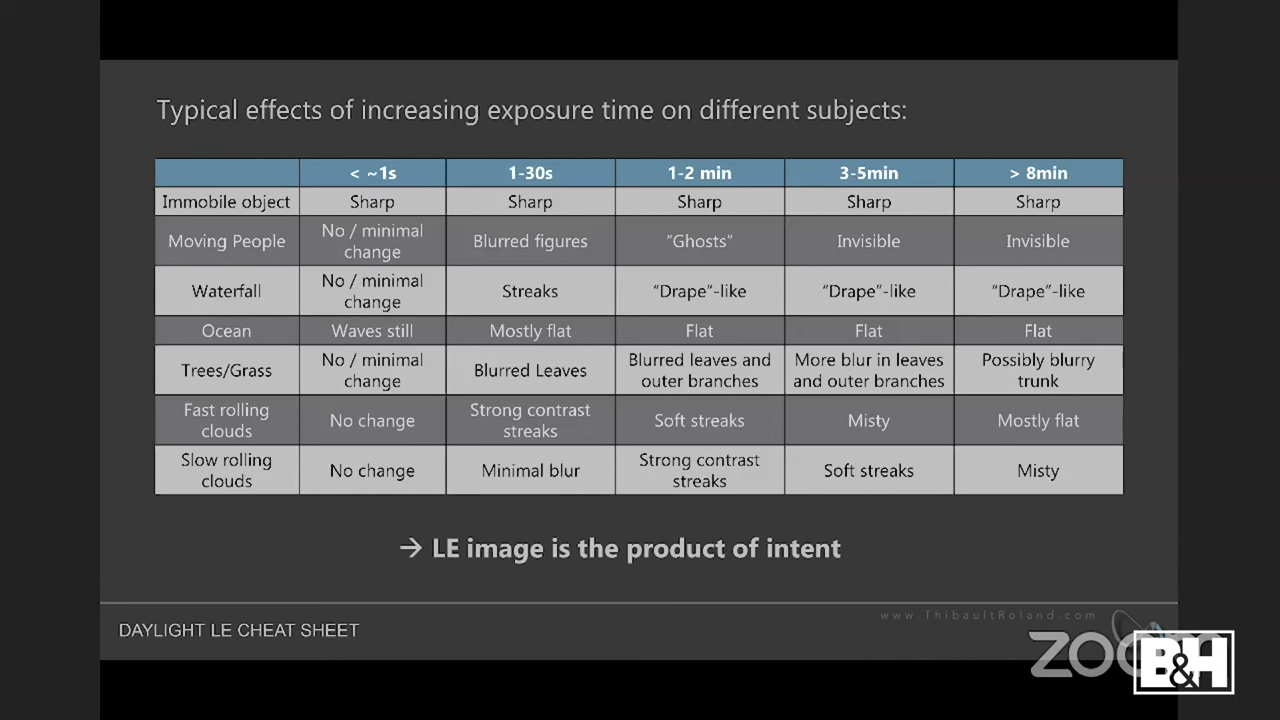 Typical effects of increasing exposure time on different subjects:
< ~1s 1-30s 1-2 min 3-5min > 8min
Immobile object Sharp Sharp Sharp Sharp Sharp
Moving People No / minimal change Blurred figures “Ghosts” Invisible Invisible
Waterfall No / minimal change Streaks “Drape”-like “Drape”-like “Drape”-like
Ocean Waves still Mostly flat Flat Flat Flat
Trees/Grass No / minimal change Blurred Leaves Blurred leaves and outer branches More blur in leaves and outer branches Possibly blurry trunk
Fast rolling clouds No change Strong contrast streaks Soft streaks Misty Mostly flat
Slow rolling clouds No change Minimal blur Strong contrast streaks Soft streaks Misty
→ LE image is the product of intent
www.ThibaultRoland.com
DAYLIGHT LE CHEAT SHEET
B&H